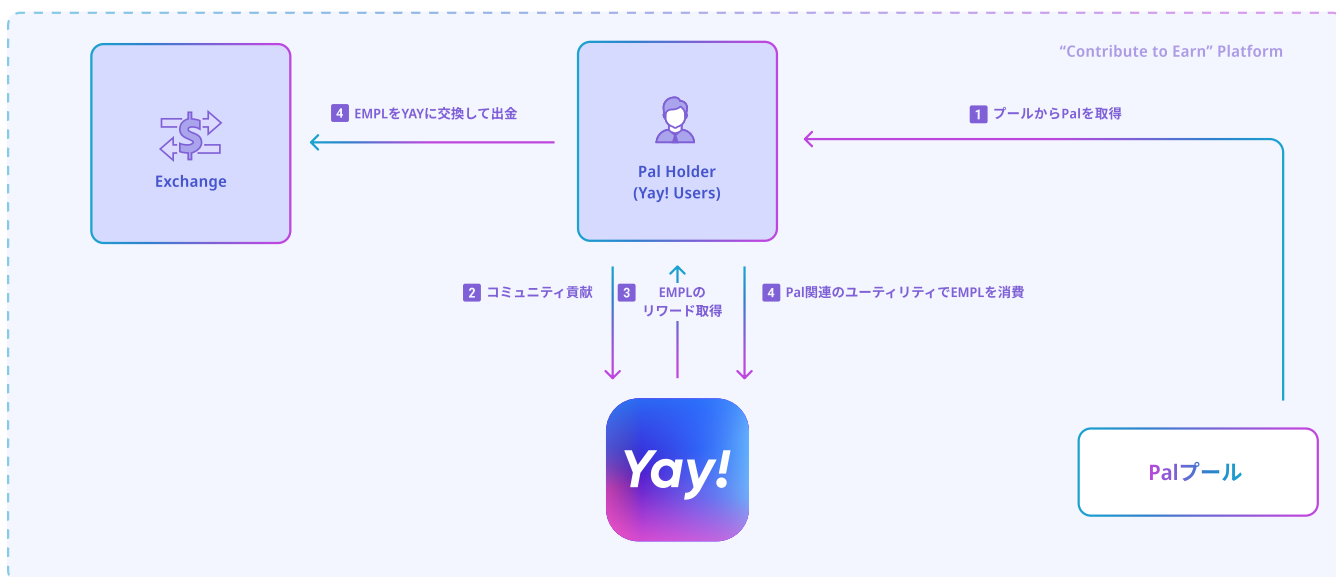 “Contribute to Earn” Platform
4 EMPLをYAYに交換して出金
1 プールからPalを取得
Exchange
Pal Holder
(Yay! Users)
2 コミュニティ貢献
3 EMPLの
リワード取得
4 Pal関連のユーティリティでEMPLを消費
Yay!
Palプール